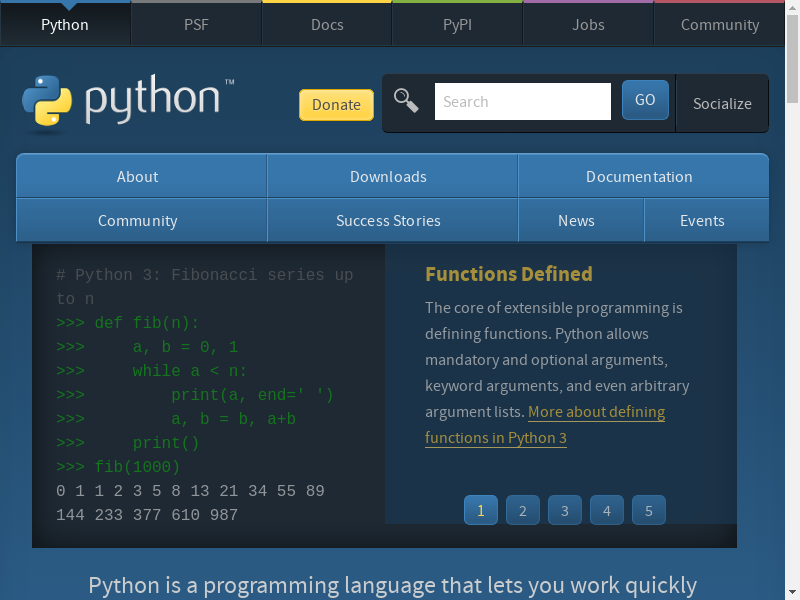 Python PSF Docs PyPI Jobs Community
python™ Donate Search GO Socialize
About Downloads Documentation
Community Success Stories News Events
# Python 3: Fibonacci series up
to n
>>> def fib(n):
>>>     a, b = 0, 1
>>>     while a < n:
>>>         print(a, end=' ')
>>>         a, b = b, a+b
>>>     print()
>>> fib(1000)
0 1 1 2 3 5 8 13 21 34 55 89
144 233 377 610 987
Functions Defined
The core of extensible programming is
defining functions. Python allows
mandatory and optional arguments,
keyword arguments, and even arbitrary
argument lists. More about defining
functions in Python 3
1 2 3 4 5
Python is a programming language that lets you work quickly